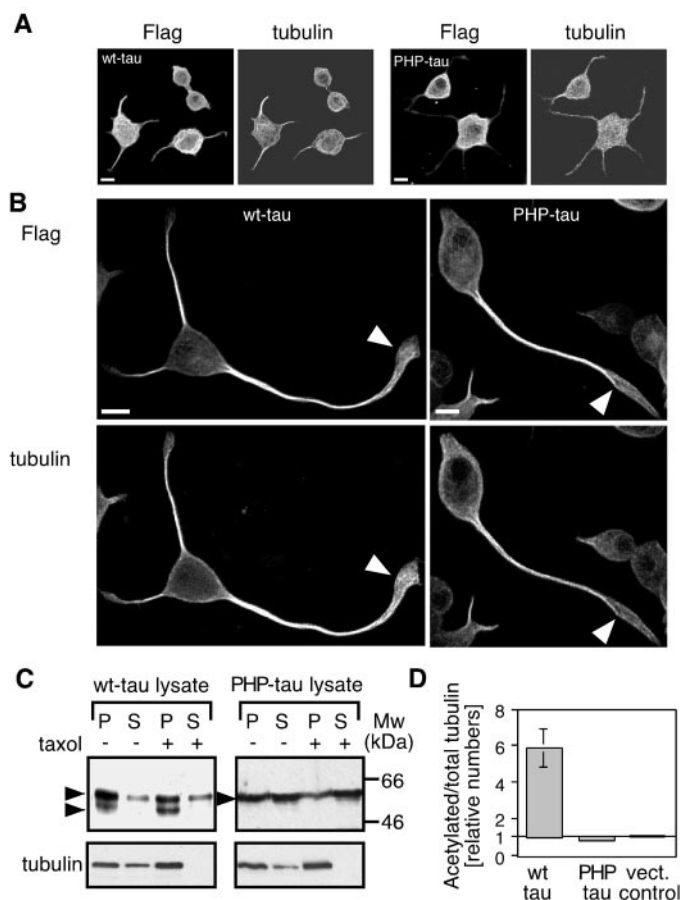 A
Flag tubulin Flag tubulin
wt-tau PHP-tau
B
wt-tau PHP-tau
Flag
tubulin
C
wt-tau lysate PHP-tau lysate
P S P S P S P S Mw
taxol - - + + - - + + (kDa)
66
46
tubulin
D
Acetylated/total tubulin
[relative numbers]
8
6
4
2
1
0
wt PHP vect.
tau tau control